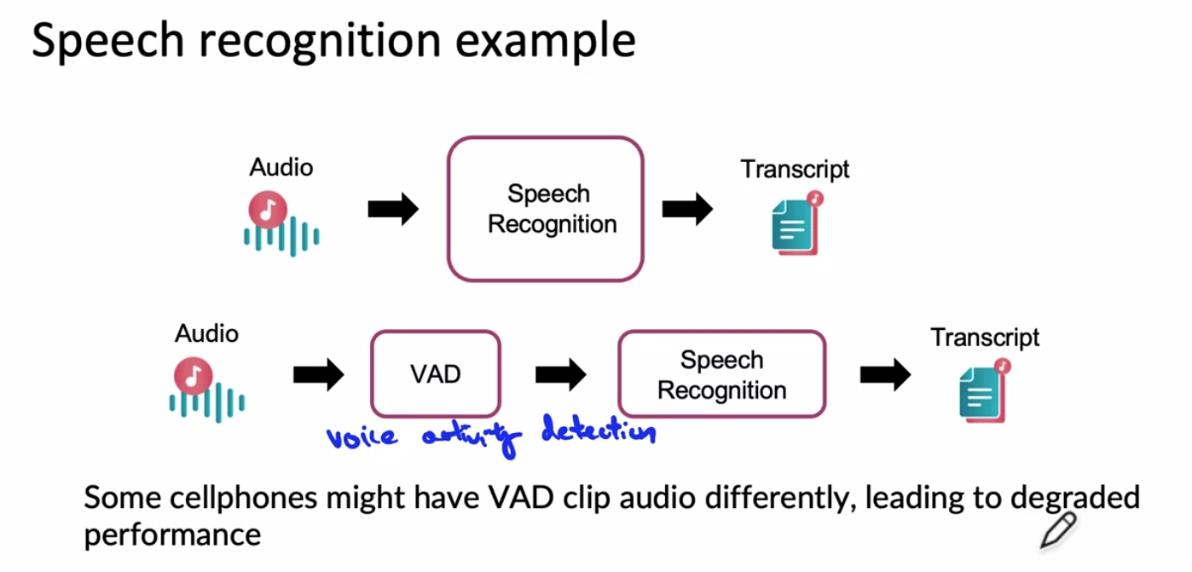 Speech recognition example
Audio
Speech
Recognition
Transcript
Audio
VAD
Speech
Recognition
Transcript
voice activity detection
Some cellphones might have VAD clip audio differently, leading to degraded
performance